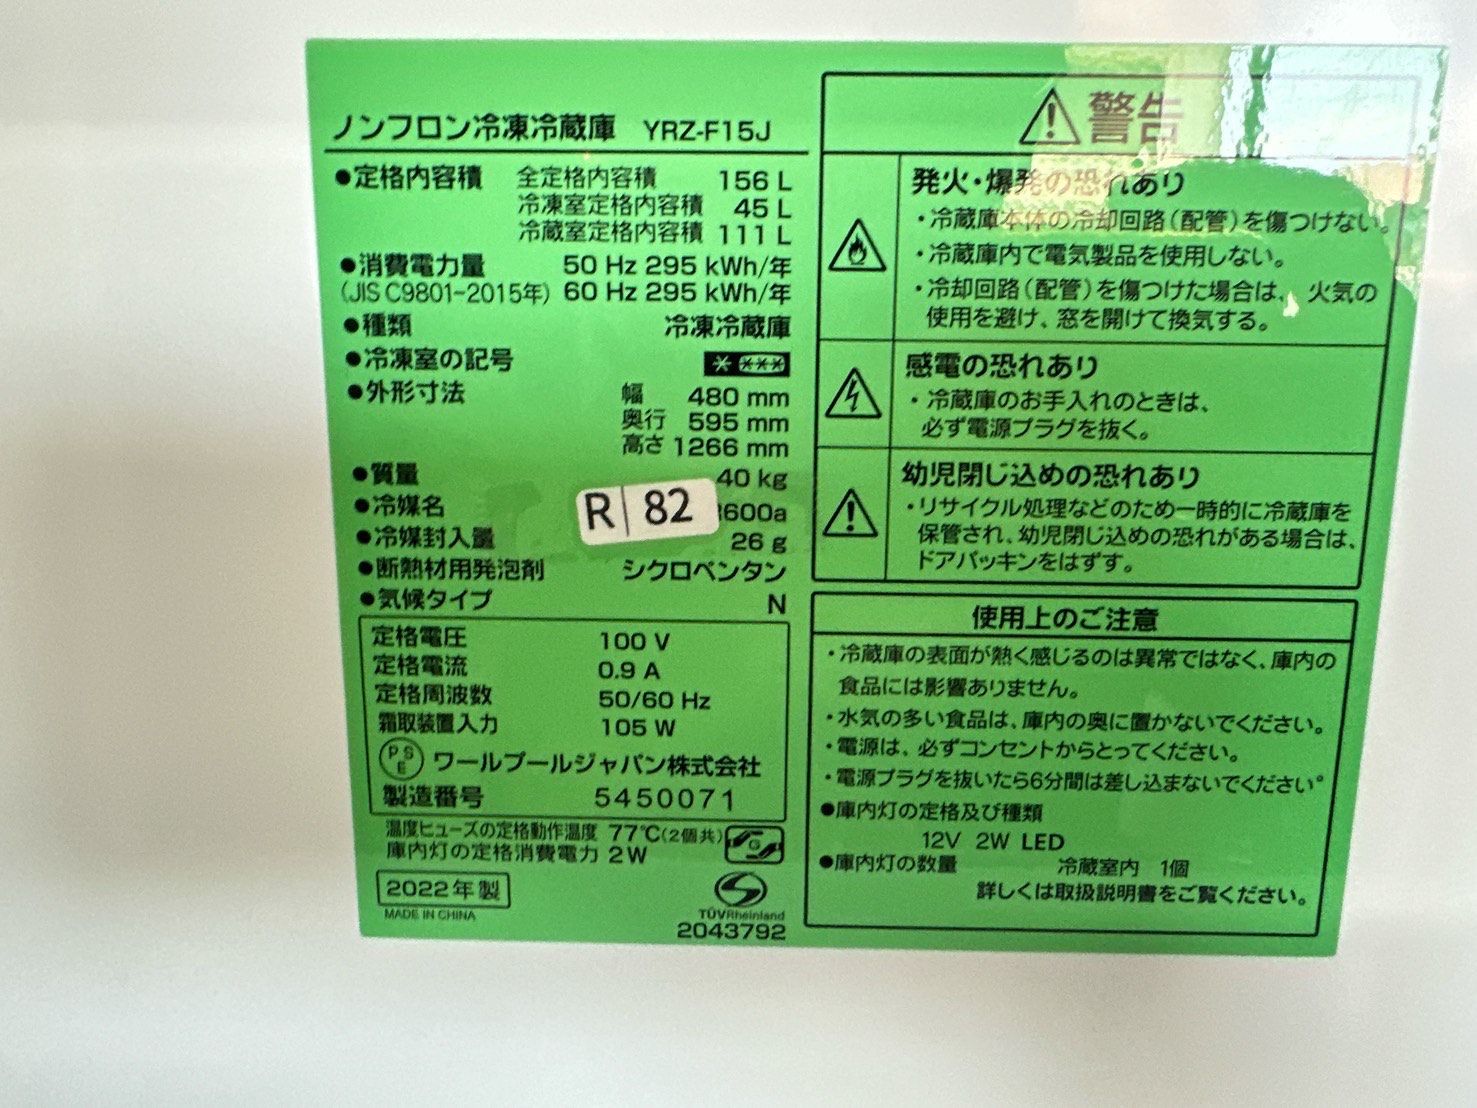 ノンフロン冷凍冷蔵庫 YRZ-F15J
●定格内容積 全定格内容積 156 L
冷凍室定格内容積 45 L
冷蔵室定格内容積 111 L
●消費電力量 50 Hz 295 kWh/年
(JIS C9801-2015年) 60 Hz 295 kWh/年
●種類 冷凍冷蔵庫
●冷凍室の記号
●外形寸法 幅 480 mm
奥行 595 mm
高さ 1266 mm
●質量 40 kg
●冷媒名 600a
R 82
●冷媒封入量 26 g
●断熱材用発泡剤 シクロペンタン
●気候タイプ N
定格電圧 100 V
定格電流 0.9 A
定格周波数 50/60 Hz
霜取装置入力 105 W
PSE ワールプールジャパン株式会社
製造番号 5450071
温度ヒューズの定格動作温度 77℃(2個共)
庫内灯の定格消費電力 2W
2022年製
MADE IN CHINA
TÜVRheinland
2043792
警告
発火・爆発の恐れあり
・冷蔵庫本体の冷却回路(配管)を傷つけない。
・冷蔵庫内で電気製品を使用しない。
・冷却回路(配管)を傷つけた場合は、火気の
使用を避け、窓を開けて換気する。
感電の恐れあり
・冷蔵庫のお手入れのときは、
必ず電源プラグを抜く。
幼児閉じ込めの恐れあり
・リサイクル処理などのため一時的に冷蔵庫を
保管され、幼児閉じ込めの恐れがある場合は、
ドアパッキンをはずす。
使用上のご注意
・冷蔵庫の表面が熱く感じるのは異常ではなく、庫内の
食品には影響ありません。
・水気の多い食品は、庫内の奥に置かないでください。
・電源は、必ずコンセントからとってください。
・電源プラグを抜いたら6分間は差し込まないでください。
●庫内灯の定格及び種類
12V 2W LED
●庫内灯の数量 冷蔵室内 1個
詳しくは取扱説明書をご覧ください。